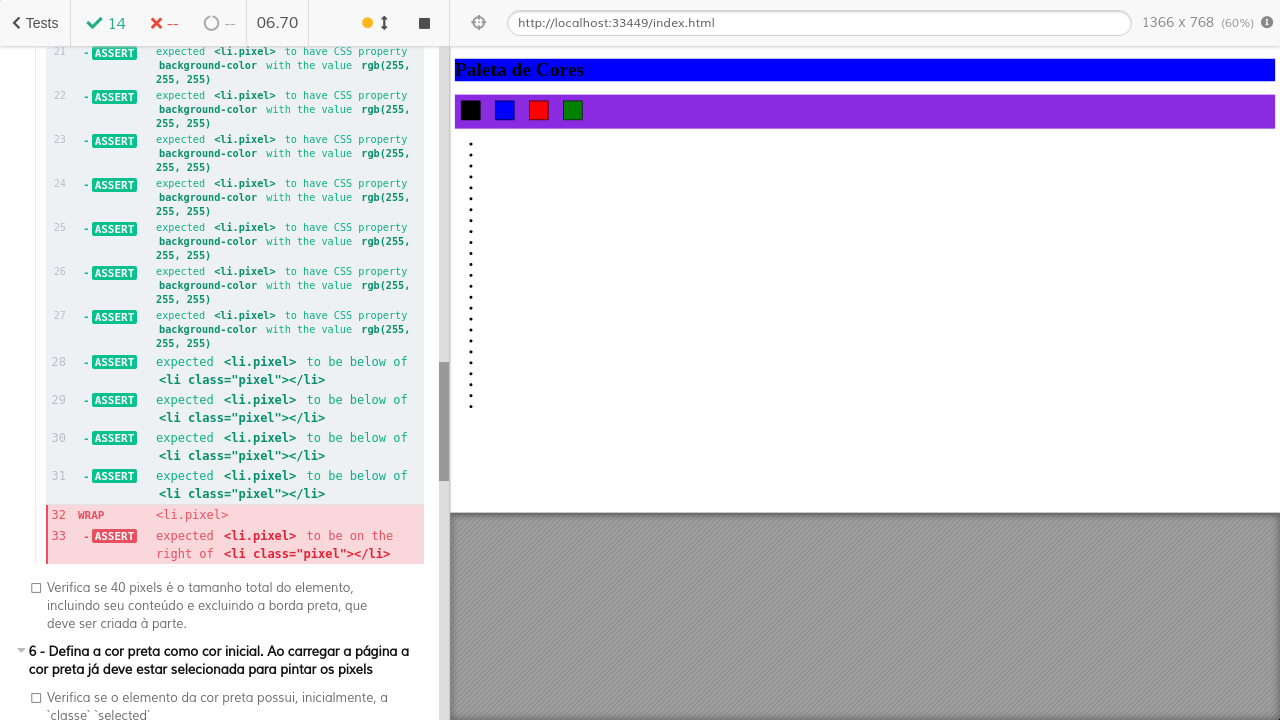 Tests
14
--
--
06.70
http://localhost:33449/index.html
1366 x 768 (60%)
21 - ASSERT expected <li.pixel> to have CSS property
background-color with the value rgb(255,
255, 255)
22 - ASSERT expected <li.pixel> to have CSS property
background-color with the value rgb(255,
255, 255)
23 - ASSERT expected <li.pixel> to have CSS property
background-color with the value rgb(255,
255, 255)
24 - ASSERT expected <li.pixel> to have CSS property
background-color with the value rgb(255,
255, 255)
25 - ASSERT expected <li.pixel> to have CSS property
background-color with the value rgb(255,
255, 255)
26 - ASSERT expected <li.pixel> to have CSS property
background-color with the value rgb(255,
255, 255)
27 - ASSERT expected <li.pixel> to have CSS property
background-color with the value rgb(255,
255, 255)
28 - ASSERT expected <li.pixel> to be below of
<li class="pixel"></li>
29 - ASSERT expected <li.pixel> to be below of
<li class="pixel"></li>
30 - ASSERT expected <li.pixel> to be below of
<li class="pixel"></li>
31 - ASSERT expected <li.pixel> to be below of
<li class="pixel"></li>
32 WRAP <li.pixel>
33 - ASSERT expected <li.pixel> to be on the
right of <li class="pixel"></li>
Verifica se 40 pixels é o tamanho total do elemento,
incluindo seu conteúdo e excluindo a borda preta, que
deve ser criada à parte.
6 - Defina a cor preta como cor inicial. Ao carregar a página a
cor preta já deve estar selecionada para pintar os pixels
Verifica se o elemento da cor preta possui, inicialmente, a
`classe` `selected`
Paleta de Cores